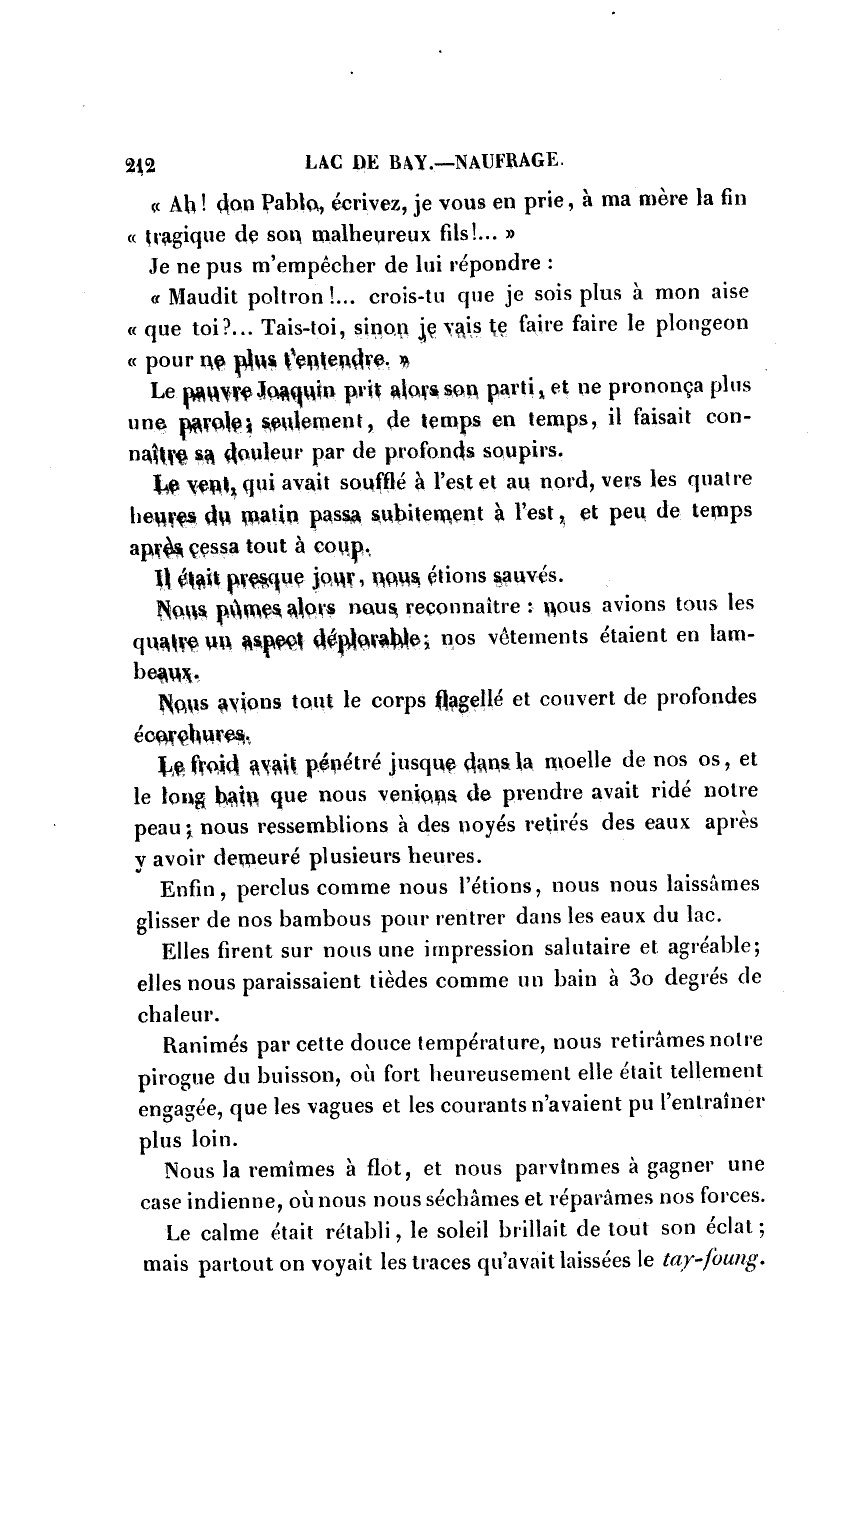 212 LAC DE BAY.—NAUFRAGE.
« Ah ! don Pablo, écrivez, je vous en prie, à ma mère la fin
« tragique de son malheureux fils!... »
Je ne pus m'empêcher de lui répondre :
« Maudit poltron !... crois-tu que je sois plus à mon aise
« que toi?... Tais-toi, sinon je vais te faire faire le plongeon
« pour ne plus t'entendre. »
Le pauvre Joaquin prit alors son parti, et ne prononça plus
une parole; seulement, de temps en temps, il faisait con-
naître sa douleur par de profonds soupirs.
Le vent, qui avait soufflé à l'est et au nord, vers les quatre
heures du matin passa subitement à l'est, et peu de temps
après cessa tout à coup.
Il était presque jour, nous étions sauvés.
Nous pûmes alors nous reconnaître : nous avions tous les
quatre un aspect déplorable; nos vêtements étaient en lam-
beaux.
Nous avions tout le corps flagellé et couvert de profondes
écorchures.
Le froid avait pénétré jusque dans la moelle de nos os, et
le long bain que nous venions de prendre avait ridé notre
peau; nous ressemblions à des noyés retirés des eaux après
y avoir demeuré plusieurs heures.
Enfin, perclus comme nous l'étions, nous nous laissâmes
glisser de nos bambous pour rentrer dans les eaux du lac.
Elles firent sur nous une impression salutaire et agréable;
elles nous paraissaient tièdes comme un bain à 30 degrés de
chaleur.
Ranimés par cette douce température, nous retirâmes notre
pirogue du buisson, où fort heureusement elle était tellement
engagée, que les vagues et les courants n'avaient pu l'entraîner
plus loin.
Nous la remîmes à flot, et nous parvînmes à gagner une
case indienne, où nous nous séchâmes et réparâmes nos forces.
Le calme était rétabli, le soleil brillait de tout son éclat ;
mais partout on voyait les traces qu'avait laissées le tay-foung.